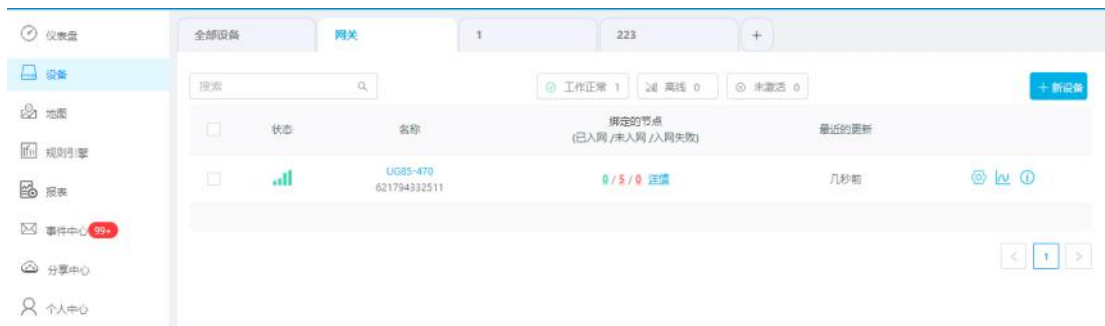 仪表盘
设备
地图
规则引擎
报表
事件中心 99+
分享中心
个人中心
全部设备 网关 1 223 +
搜索 工作正常 1 离线 0 未激活 0 + 新设备
状态 名称 绑定的节点 最近的更新
(已入网 /未入网 /入网失败)
UG85-470
0 / 5 / 0 详情 几秒前
621794332511
< 1 >